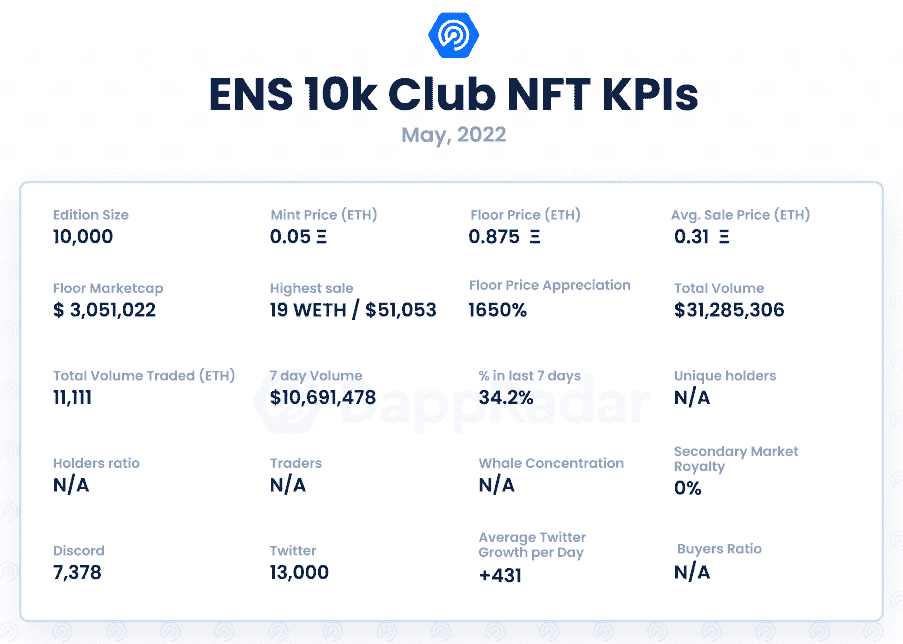 ENS 10k Club NFT KPIs
May, 2022
Edition Size
10,000
Mint Price (ETH)
0.05 Ξ
Floor Price (ETH)
0.875 Ξ
Avg. Sale Price (ETH)
0.31 Ξ
Floor Marketcap
$ 3,051,022
Highest sale
19 WETH / $51,053
Floor Price Appreciation
1650%
Total Volume
$31,285,306
Total Volume Traded (ETH)
11,111
7 day Volume
$10,691,478
% in last 7 days
34.2%
Unique holders
N/A
DappRadar
Holders ratio
N/A
Traders
N/A
Whale Concentration
N/A
Secondary Market
Royalty
0%
Discord
7,378
Twitter
13,000
Average Twitter
Growth per Day
+431
Buyers Ratio
N/A